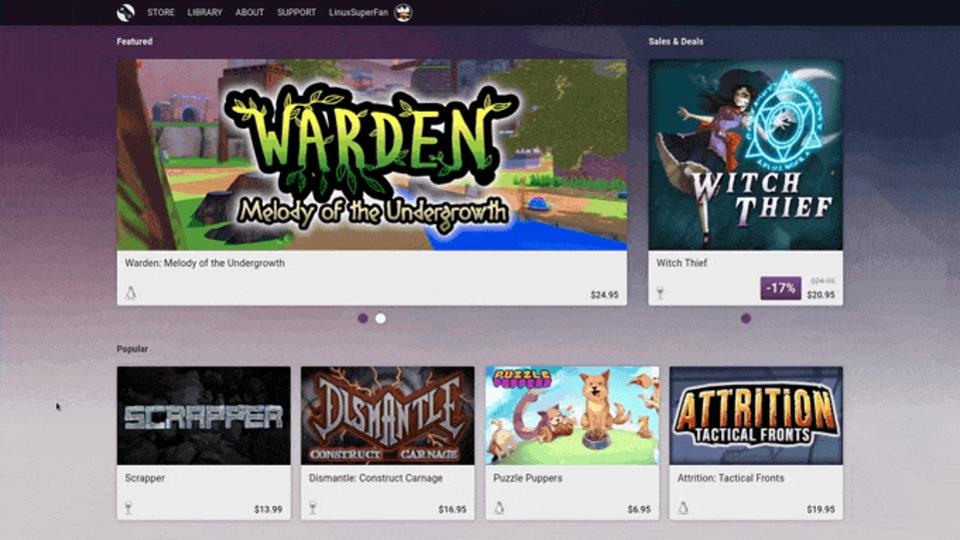 STORE LIBRARY ABOUT SUPPORT LinuxSuperFan
Featured
WARDEN
Melody of the Undergrowth
Warden: Melody of the Undergrowth
$24.95
Sales & Deals
WITCH
THIEF
Witch Thief
-17%
$24.95
$20.95
Popular
SCRAPPER
Scrapper
$13.99
DISMANTLE
CONSTRUCT CARNAGE
Dismantle: Construct Carnage
$16.95
PUZZLE
PUPPERS
Puzzle Puppers
$6.95
ATTRITION
TACTICAL FRONTS
Attrition: Tactical Fronts
$19.95